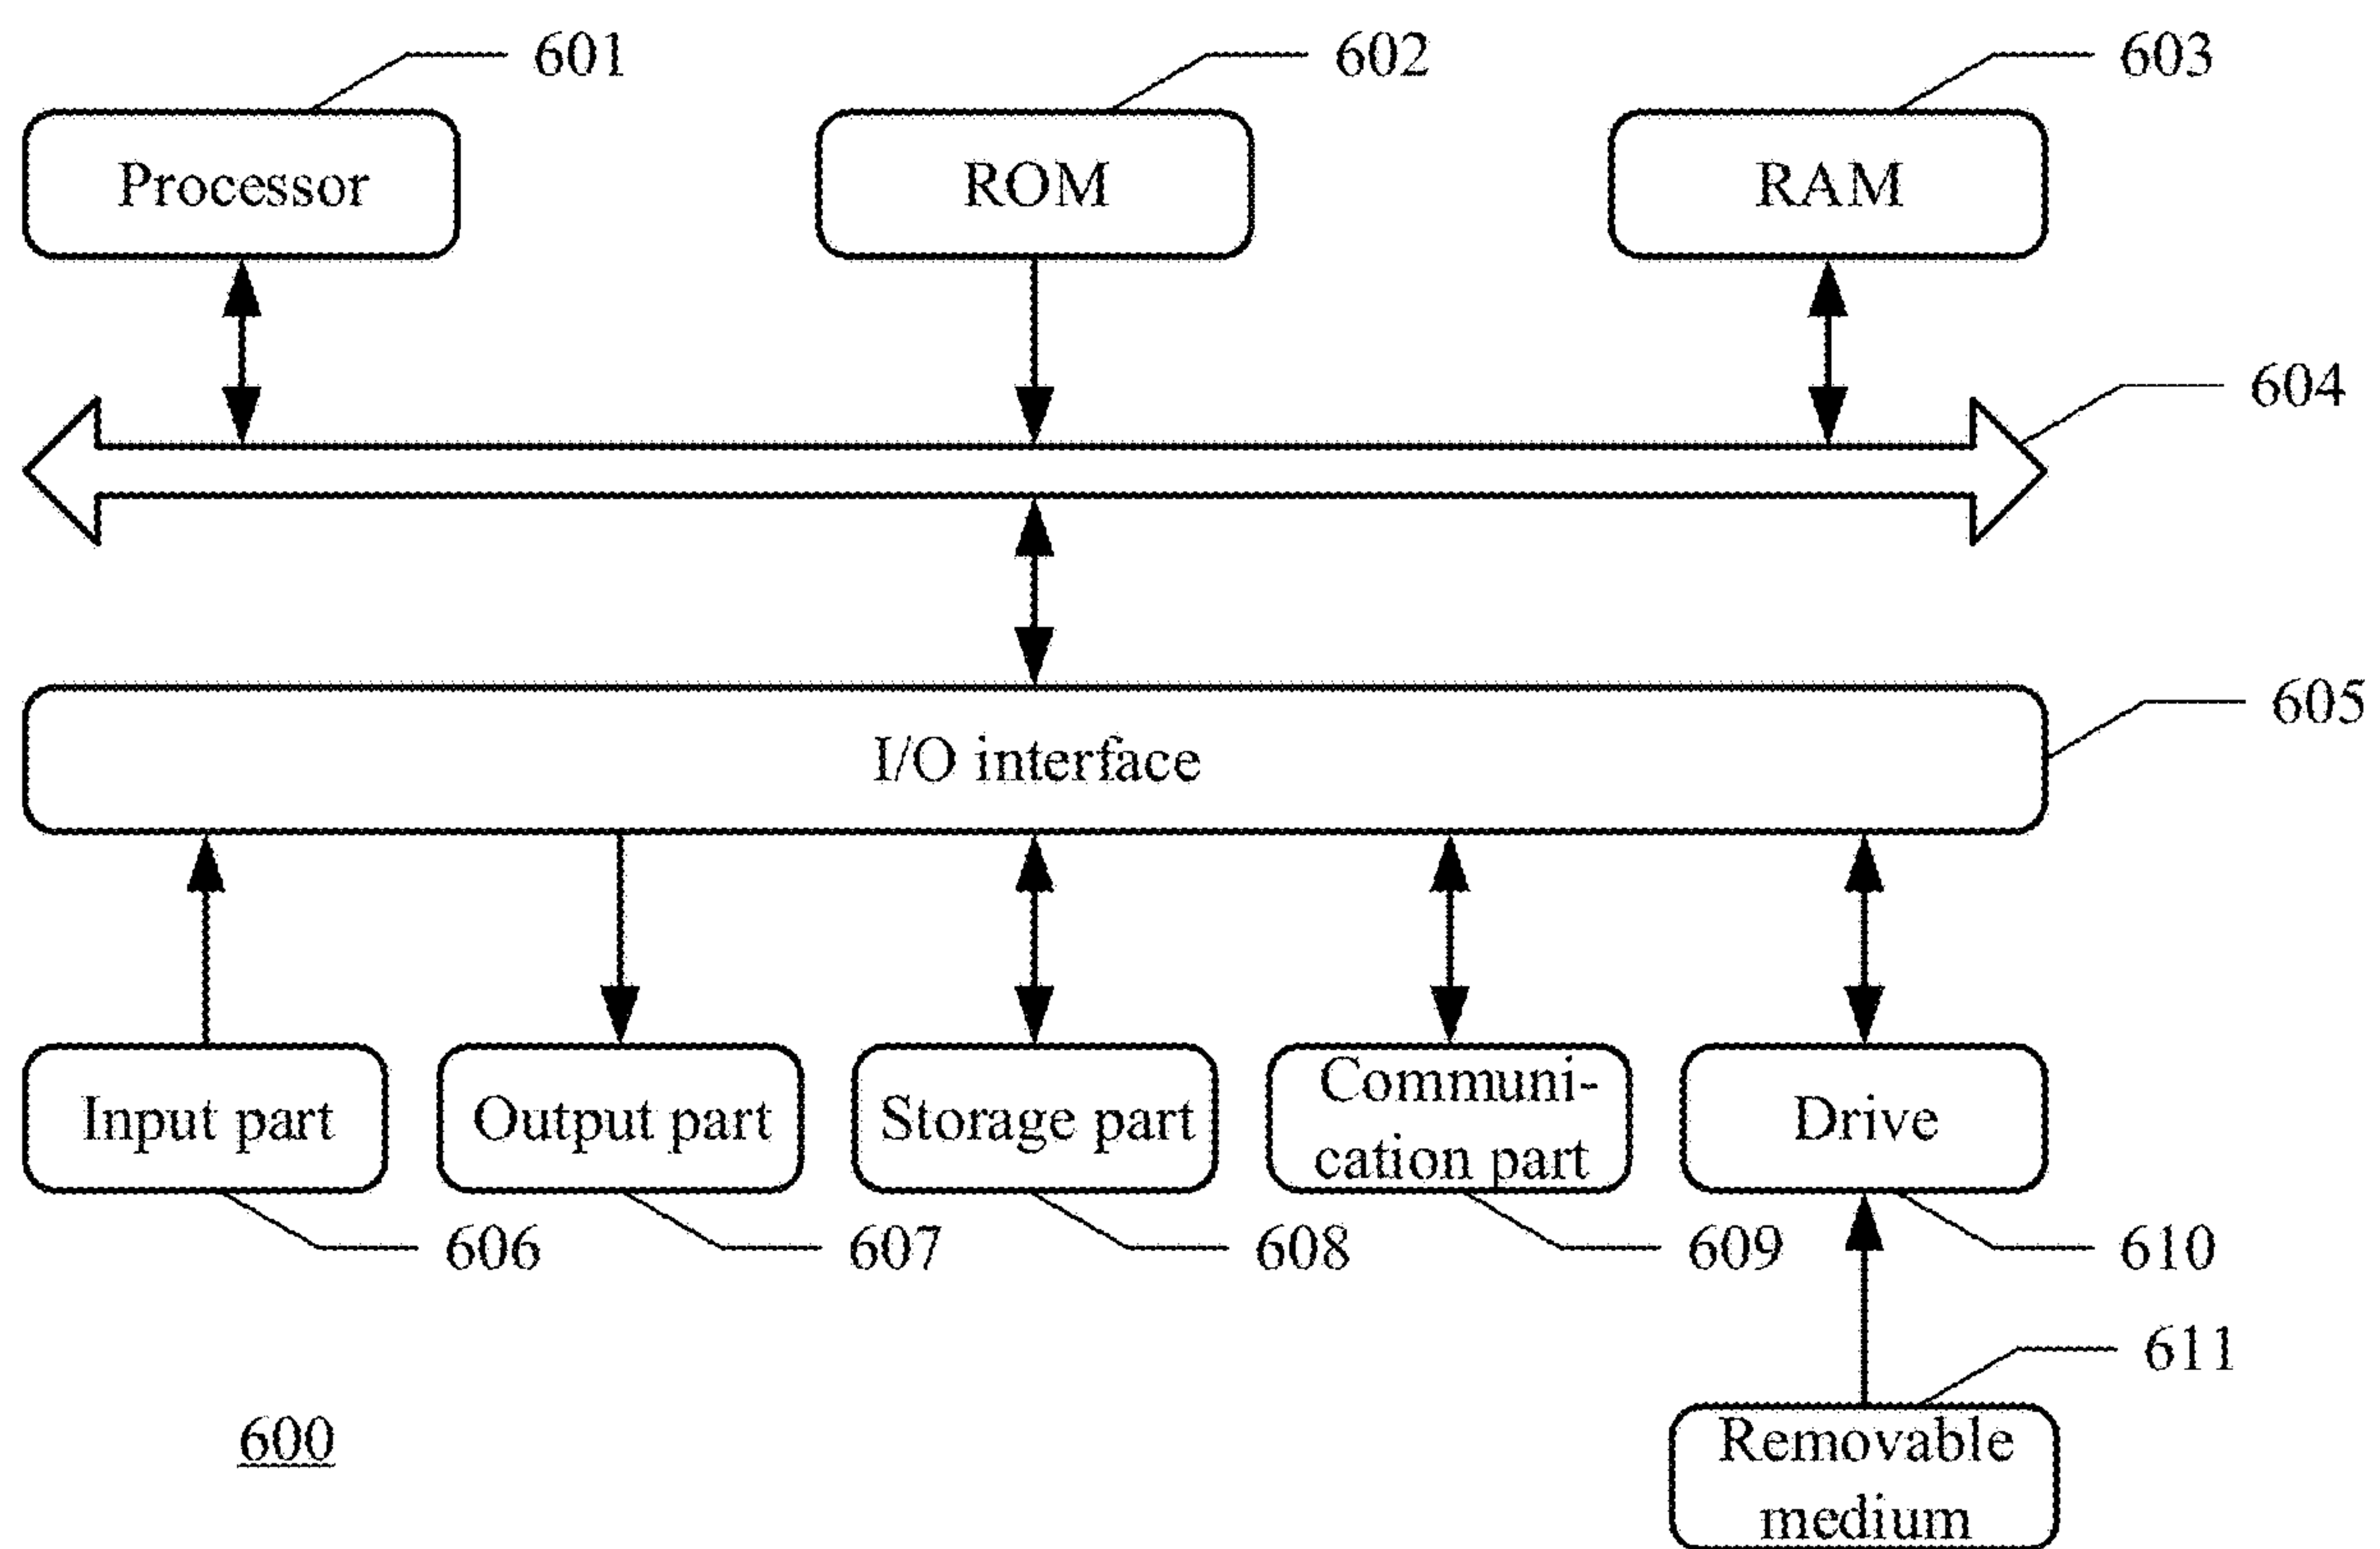 601
602
603
Processor
ROM
RAM
604
605
I/O interface
Input part
Output part
Storage part
Communi-
cation part
Drive
606
607
608
609
610
611
600
Removable
medium